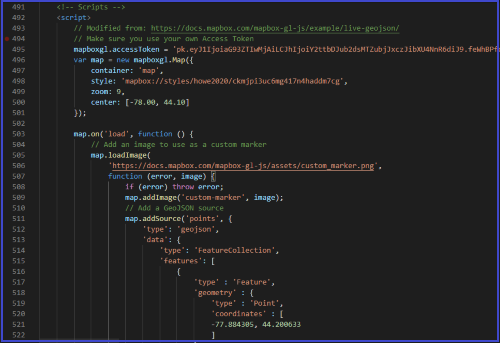 491 <!-- Scripts -->
492 <script>
493 // Modified from: https://docs.mapbox.com/mapbox-gl-js/example/live-geojson/
494 // Make sure you use your own Access Token
495 mapboxgl.accessToken =
496 var map = new mapboxgl.Map({
497 container: 'map',
498 style: 'mapbox://styles/howe2020/ckmjpi3uc6mg417n4haddm7cg',
499 zoom: 9,
500 center: [-78.00, 44.10]
501 });
502
503 map.on('load', function () {
504 // Add an image to use as a custom marker
505 map.loadImage(
506 'https://docs.mapbox.com/mapbox-gl-js/assets/custom_marker.png',
507 function (error, image) {
508 if (error) throw error;
509 map.addImage('custom-marker', image);
510 // Add a GeoJSON source
511 map.addSource('points', {
512 'type': 'geojson',
513 'data': {
514 'type': 'FeatureCollection',
515 'features': [
516 {
517 'type' : 'Feature',
518 'geometry' : {
519 'type' : 'Point',
520 'coordinates' : [
521 -77.884305, 44.200633
522 ]